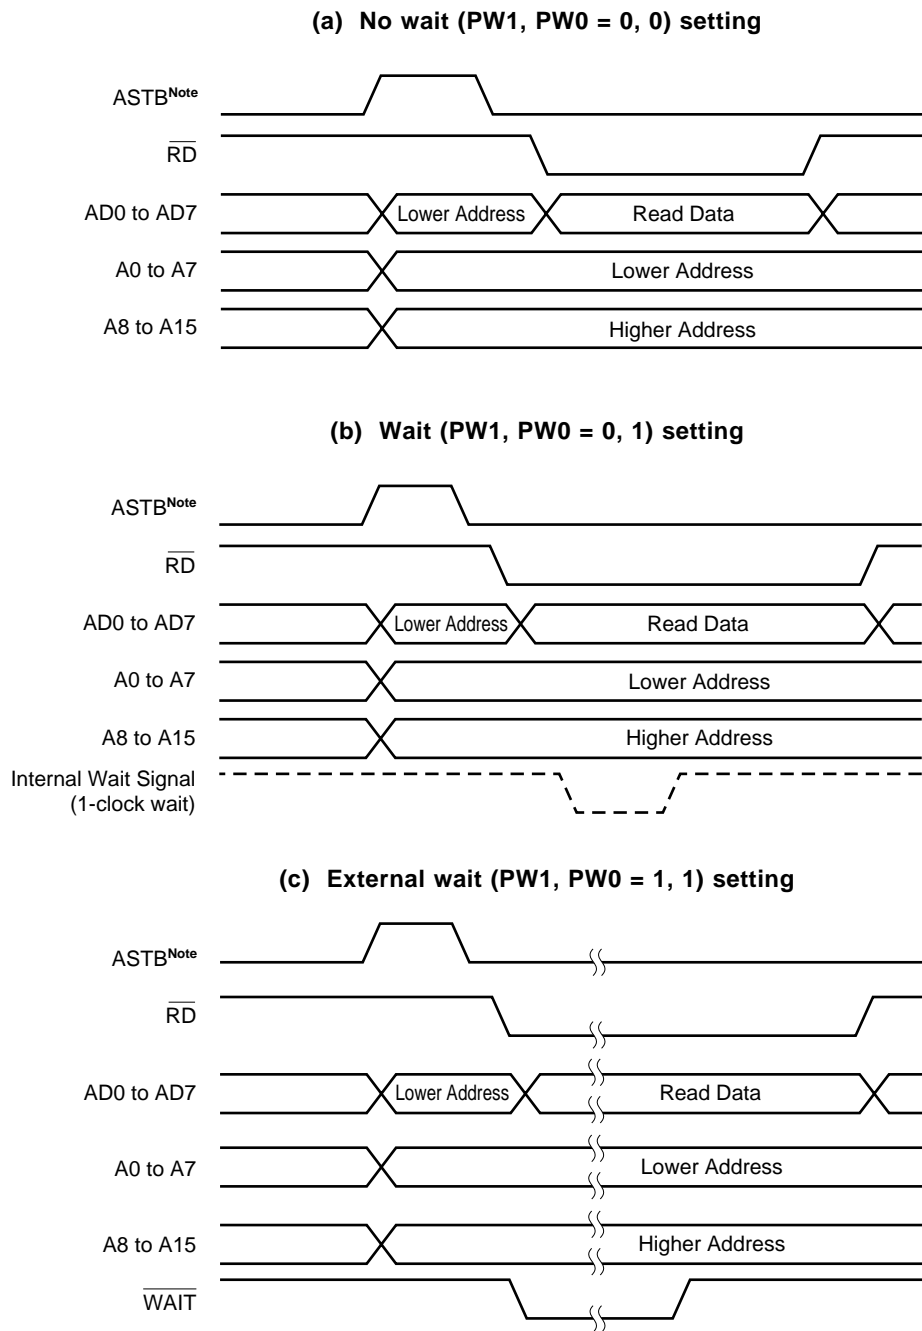 (a) No wait (PW1, PW0 = 0, 0) setting
ASTBNote
RD
AD0 to AD7
Lower Address
Read Data
A0 to A7
Lower Address
A8 to A15
Higher Address
(b) Wait (PW1, PW0 = 0, 1) setting
ASTBNote
RD
AD0 to AD7
Lower Address
Read Data
A0 to A7
Lower Address
A8 to A15
Higher Address
Internal Wait Signal
(1-clock wait)
(c) External wait (PW1, PW0 = 1, 1) setting
ASTBNote
RD
AD0 to AD7
Lower Address
Read Data
A0 to A7
Lower Address
A8 to A15
Higher Address
WAIT